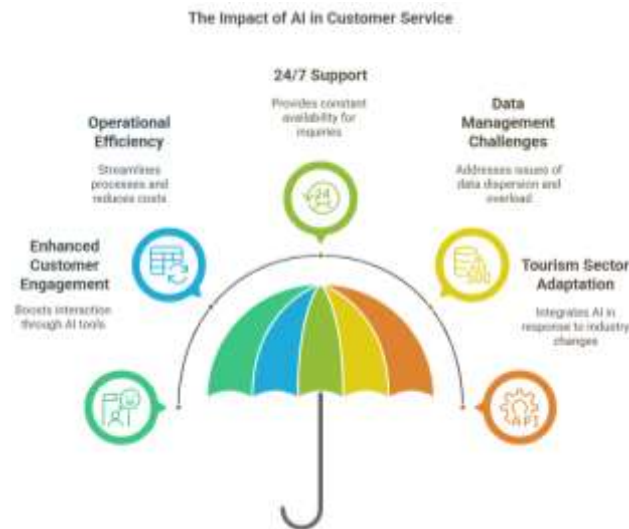 The Impact of AI in Customer Service
24/7 Support
Provides constant
availability for
inquiries
Operational
Efficiency
Streamlines
processes and
reduces costs
Data
Management
Challenges
Addresses issues of
data dispersion and
overload
Enhanced
Customer
Engagement
Boosts interaction
through AI tools
Tourism Sector
Adaptation
Integrates AI in
response to industry
changes
24
API